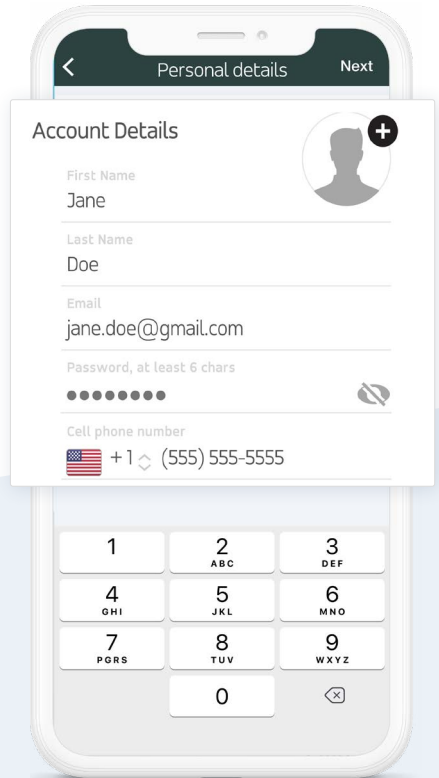 Personal details
Next
Account Details
First Name
Jane
Last Name
Doe
Email
jane.doe@gmail.com
Password, at least 6 chars
●●●●●●●●
Cell phone number
+1 (555) 555-5555
1 2 3
ABC DEF
4 5 6
GHI JKL MNO
7 8 9
PGRS TUV WXYZ
0